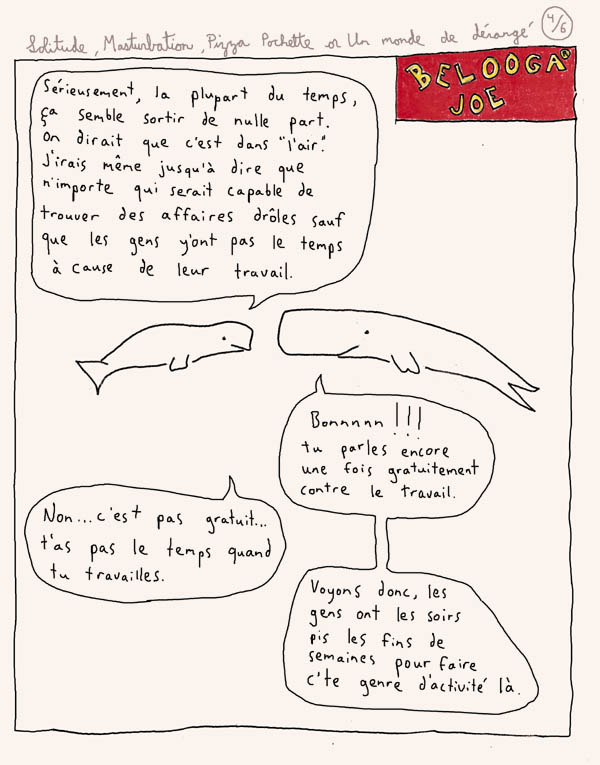 Solitude, Masturbation, Pizza Pochette or Un monde de dérangé
4/6
BELOOGA®
JOE
Sérieusement, la plupart du temps,
ça semble sortir de nulle part.
On dirait que c'est dans "l'air".
J'irais même jusqu'à dire que
n'importe qui serait capable de
trouver des affaires drôles sauf
que les gens y'ont pas le temps
à cause de leur travail.
Bonnnnn !!!
tu parles encore
une fois gratuitement
contre le travail.
Non... c'est pas gratuit...
t'as pas le temps quand
tu travailles.
Voyons donc, les
gens ont les soirs
pis les fins de
semaines pour faire
c'te genre d'activité là.